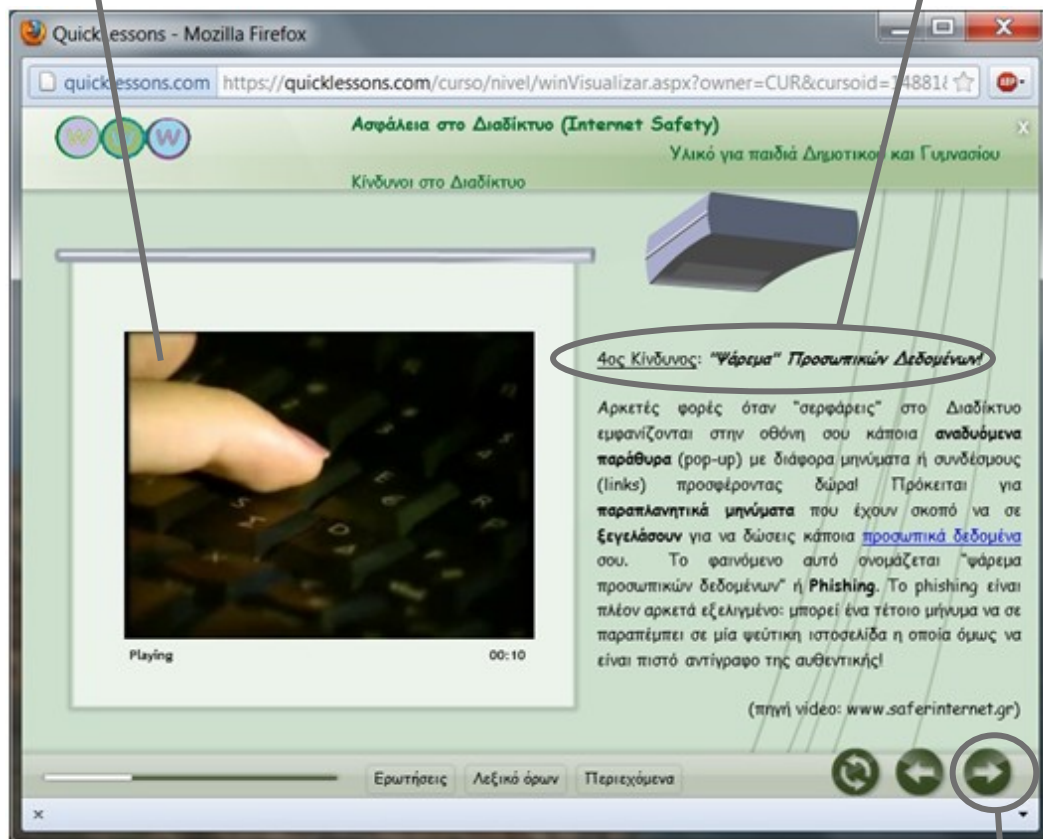 QuickLessons - Mozilla Firefox
quicklessons.com https://quicklessons.com/curso/nivel/winVisualizar.aspx?owner=CUR&cursoid=14881
ABP
W W W
Ασφάλεια στο Διαδίκτυο (Internet Safety)
Υλικό για παιδιά Δημοτικού και Γυμνασίου
Κίνδυνοι στο Διαδίκτυο
4ος Κίνδυνος: "Ψάρεμα" Προσωπικών Δεδομένων!
Αρκετές φορές όταν "σερφάρεις" στο Διαδίκτυο
εμφανίζονται στην οθόνη σου κάποια αναδυόμενα
παράθυρα (pop-up) με διάφορα μηνύματα ή συνδέσμους
(links) προσφέροντας δώρα! Πρόκειται για
παραπλανητικά μηνύματα που έχουν σκοπό να σε
ξεγελάσουν για να δώσεις κάποια προσωπικά δεδομένα
σου. Το φαινόμενο αυτό ονομάζεται "ψάρεμα
προσωπικών δεδομένων" ή Phishing. Το phishing είναι
πλέον αρκετά εξελιγμένο: μπορεί ένα τέτοιο μήνυμα να σε
παραπέμπει σε μία ψεύτικη ιστοσελίδα η οποία όμως να
είναι πιστό αντίγραφο της αυθεντικής!
(πηγή video: www.saferinternet.gr)
Playing 00:10
Ερωτήσεις Λεξικό όρων Περιεχόμενα